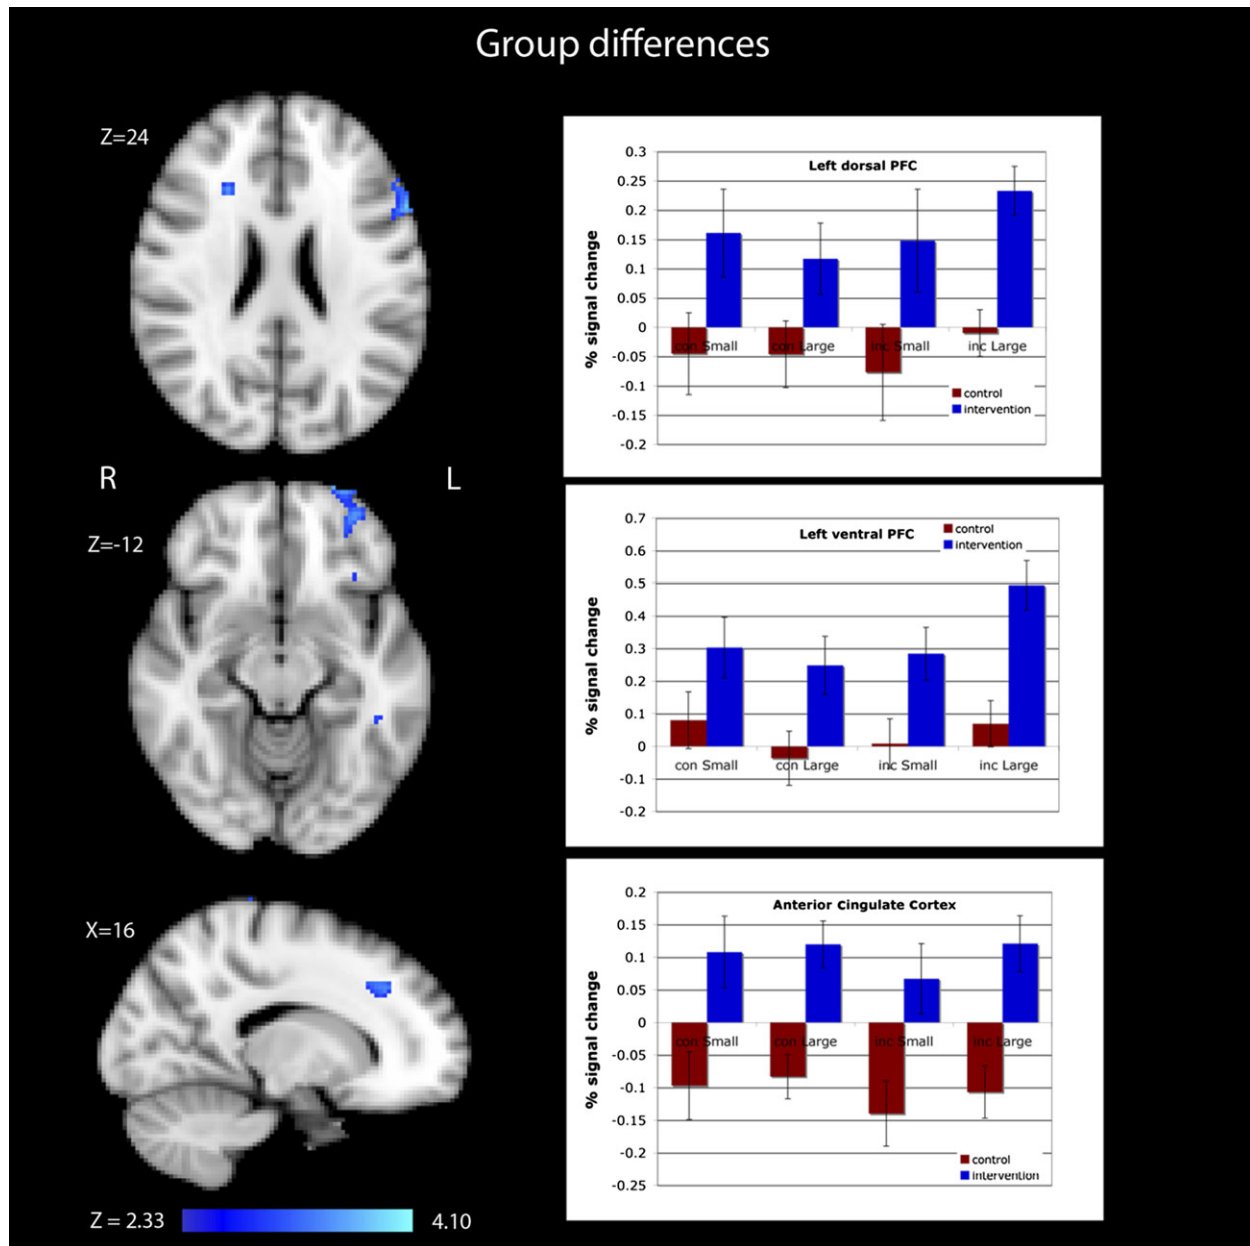 Group differences
Z=24
R
L
Z=-12
X=16
Z = 2.33
4.10
Left dorsal PFC
% signal change
0.3
0.25
0.2
0.15
0.1
0.05
0
-0.05
-0.1
-0.15
-0.2
con Small
con Large
inc Small
inc Large
control
intervention
Left ventral PFC
% signal change
0.7
0.6
0.5
0.4
0.3
0.2
0.1
0
-0.1
-0.2
con Small
con Large
inc Small
inc Large
control
intervention
Anterior Cingulate Cortex
% signal change
0.2
0.15
0.1
0.05
0
-0.05
-0.1
-0.15
-0.2
-0.25
con Small
con Large
inc Small
inc Large
control
intervention